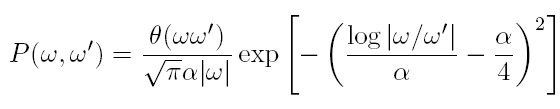 P(ω, ω′) = θ(ωω′) / (√π α|ω|) exp [ − ( log |ω/ω′| / α − α / 4 )² ]